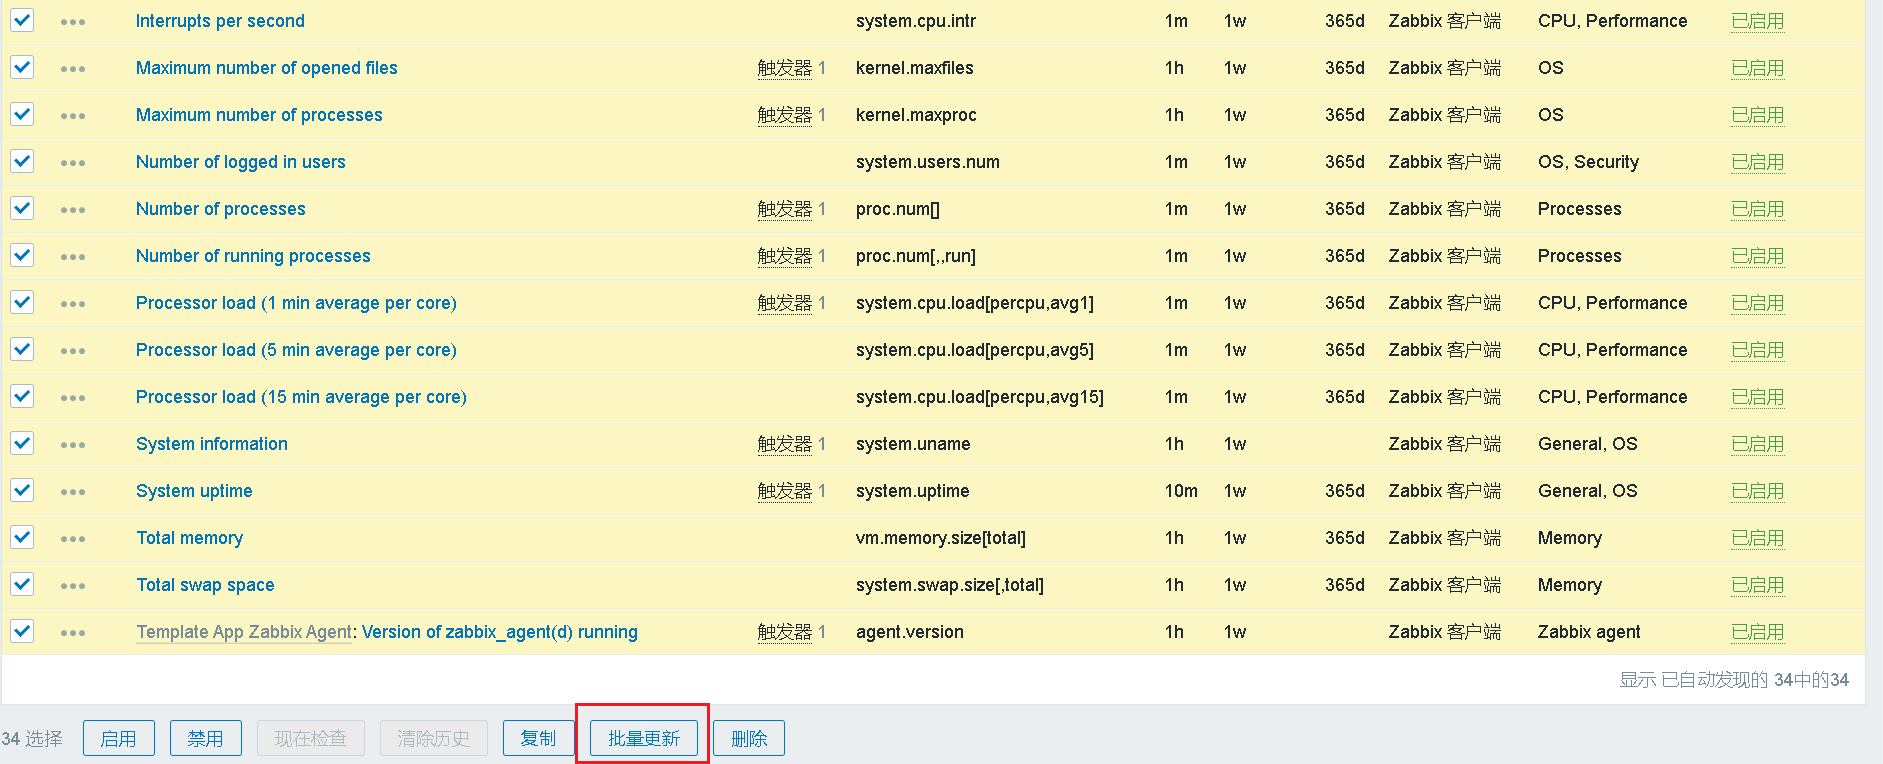 Interrupts per second system.cpu.intr 1m 1w 365d Zabbix 客户端 CPU, Performance 已启用
Maximum number of opened files 触发器 1 kernel.maxfiles 1h 1w 365d Zabbix 客户端 OS 已启用
Maximum number of processes 触发器 1 kernel.maxproc 1h 1w 365d Zabbix 客户端 OS 已启用
Number of logged in users system.users.num 1m 1w 365d Zabbix 客户端 OS, Security 已启用
Number of processes 触发器 1 proc.num[] 1m 1w 365d Zabbix 客户端 Processes 已启用
Number of running processes 触发器 1 proc.num[,,run] 1m 1w 365d Zabbix 客户端 Processes 已启用
Processor load (1 min average per core) 触发器 1 system.cpu.load[percpu,avg1] 1m 1w 365d Zabbix 客户端 CPU, Performance 已启用
Processor load (5 min average per core) system.cpu.load[percpu,avg5] 1m 1w 365d Zabbix 客户端 CPU, Performance 已启用
Processor load (15 min average per core) system.cpu.load[percpu,avg15] 1m 1w 365d Zabbix 客户端 CPU, Performance 已启用
System information 触发器 1 system.uname 1h 1w Zabbix 客户端 General, OS 已启用
System uptime 触发器 1 system.uptime 10m 1w 365d Zabbix 客户端 General, OS 已启用
Total memory vm.memory.size[total] 1h 1w 365d Zabbix 客户端 Memory 已启用
Total swap space system.swap.size[,total] 1h 1w 365d Zabbix 客户端 Memory 已启用
Template App Zabbix Agent: Version of zabbix_agent(d) running 触发器 1 agent.version 1h 1w Zabbix 客户端 Zabbix agent 已启用
显示 已自动发现的 34中的34
34 选择 启用 禁用 现在检查 清除历史 复制 批量更新 删除